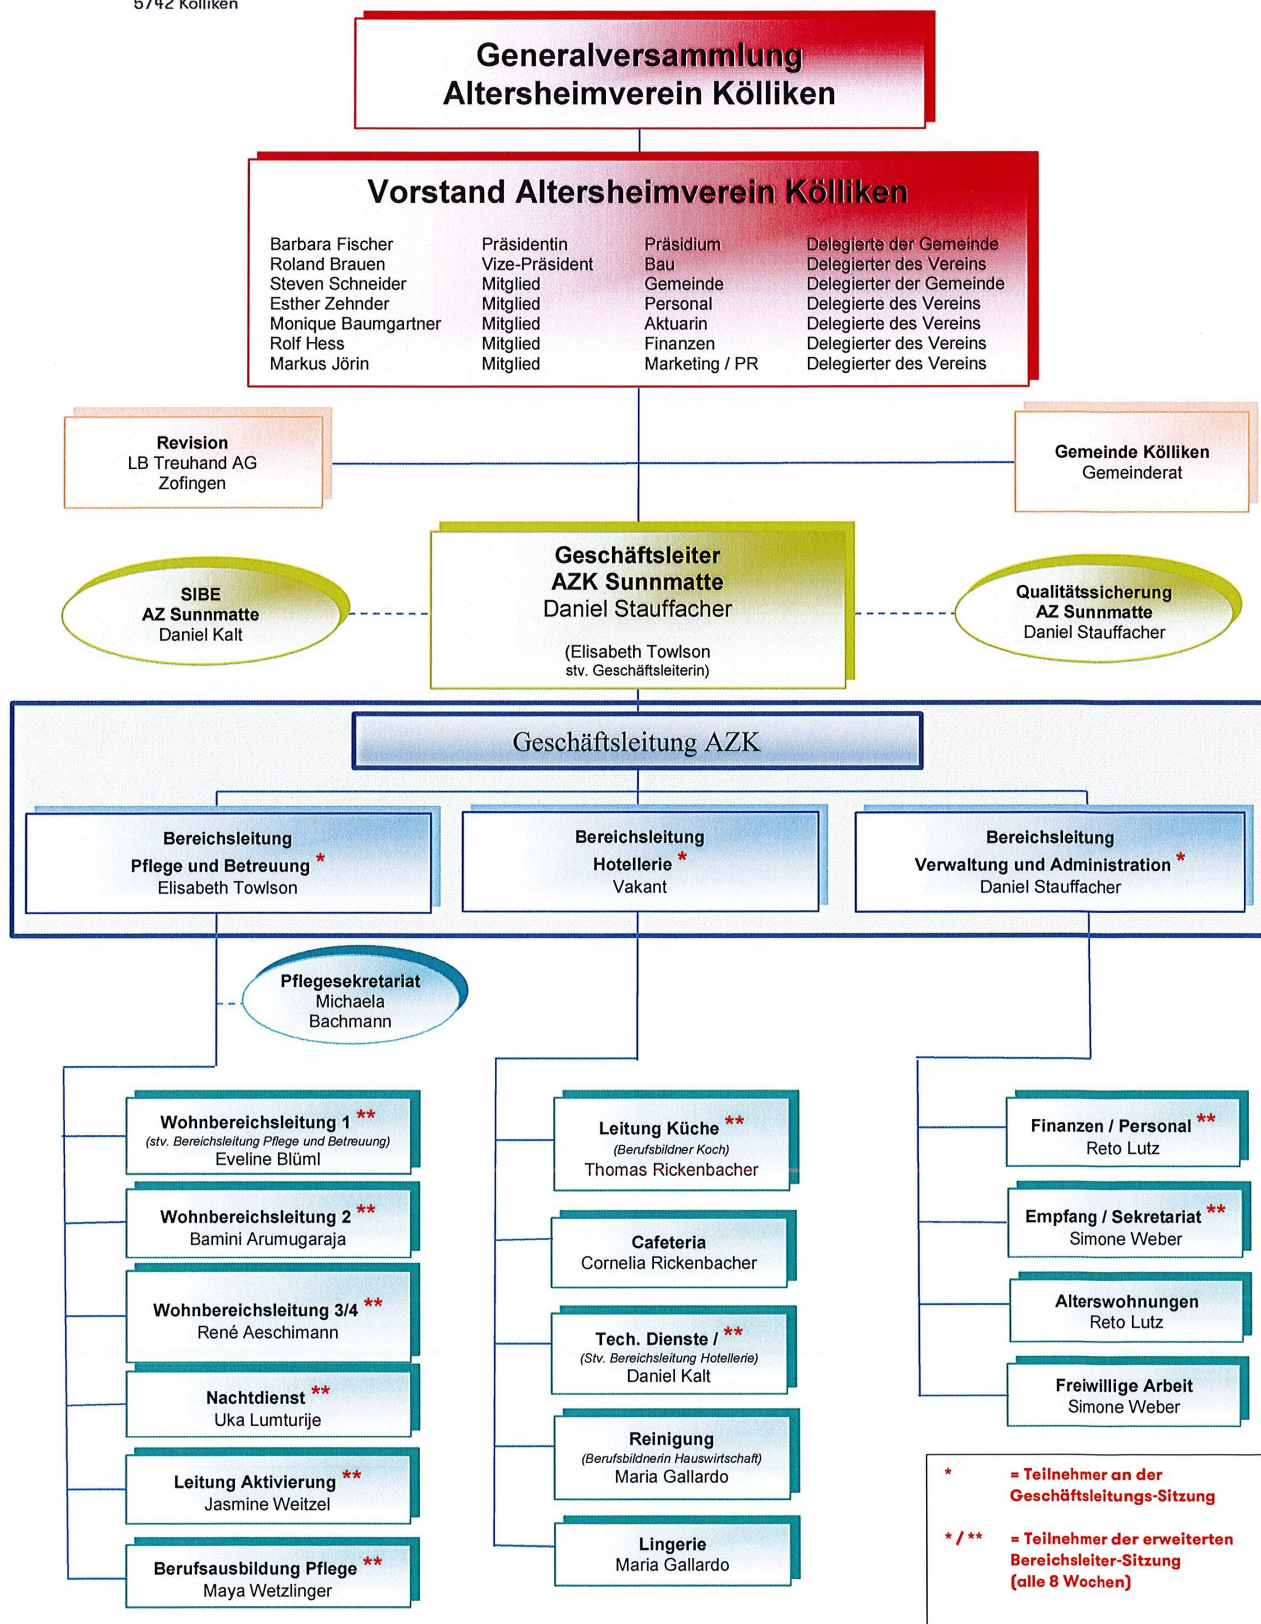 5742 Kölliken
Generalversammlung
Altersheimverein Kölliken
Vorstand Altersheimverein Kölliken
Barbara Fischer Präsidentin Präsidium Delegierte der Gemeinde
Roland Brauen Vize-Präsident Bau Delegierter des Vereins
Steven Schneider Mitglied Gemeinde Delegierter der Gemeinde
Esther Zehnder Mitglied Personal Delegierte des Vereins
Monique Baumgartner Mitglied Aktuarin Delegierte des Vereins
Rolf Hess Mitglied Finanzen Delegierter des Vereins
Markus Jörin Mitglied Marketing / PR Delegierter des Vereins
Revision
LB Treuhand AG
Zofingen
Gemeinde Kölliken
Gemeinderat
Geschäftsleiter
AZK Sunnmatte
Daniel Stauffacher
(Elisabeth Towlson
stv. Geschäftsleiterin)
SIBE
AZ Sunnmatte
Daniel Kalt
Qualitätssicherung
AZ Sunnmatte
Daniel Stauffacher
Geschäftsleitung AZK
Bereichsleitung
Pflege und Betreuung *
Elisabeth Towlson
Bereichsleitung
Hotellerie *
Vakant
Bereichsleitung
Verwaltung und Administration *
Daniel Stauffacher
Pflegesekretariat
Michaela
Bachmann
Wohnbereichsleitung 1 **
(stv. Bereichsleitung Pflege und Betreuung)
Eveline Blüml
Wohnbereichsleitung 2 **
Bamini Arumugaraja
Wohnbereichsleitung 3/4 **
René Aeschimann
Nachtdienst **
Uka Lumturije
Leitung Aktivierung **
Jasmine Weitzel
Berufsausbildung Pflege **
Maya Wetzlinger
Leitung Küche **
(Berufsbildner Koch)
Thomas Rickenbacher
Cafeteria
Cornelia Rickenbacher
Tech. Dienste / **
(Stv. Bereichsleitung Hotellerie)
Daniel Kalt
Reinigung
(Berufsbildnerin Hauswirtschaft)
Maria Gallardo
Lingerie
Maria Gallardo
Finanzen / Personal **
Reto Lutz
Empfang / Sekretariat **
Simone Weber
Alterswohnungen
Reto Lutz
Freiwillige Arbeit
Simone Weber
* = Teilnehmer an der
Geschäftsleitungs-Sitzung
* / ** = Teilnehmer der erweiterten
Bereichsleiter-Sitzung
(alle 8 Wochen)